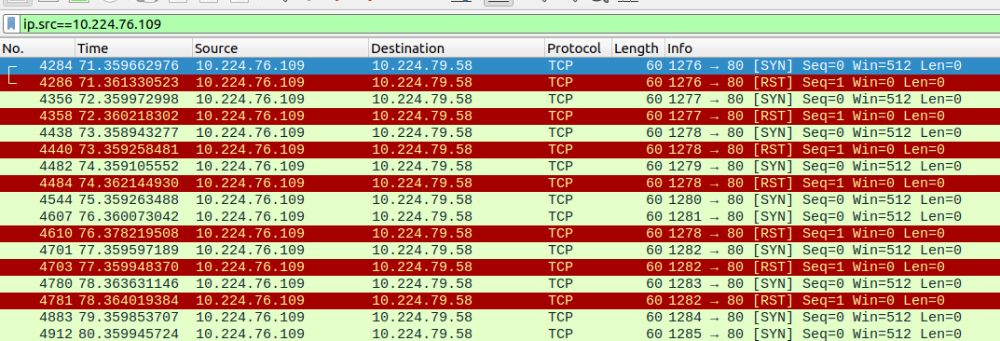 ip.src==10.224.76.109
No. Time Source Destination Protocol Length Info
4284 71.359662976 10.224.76.109 10.224.79.58 TCP 60 1276 → 80 [SYN] Seq=0 Win=512 Len=0
4286 71.361330523 10.224.76.109 10.224.79.58 TCP 60 1276 → 80 [RST] Seq=1 Win=0 Len=0
4356 72.359972998 10.224.76.109 10.224.79.58 TCP 60 1277 → 80 [SYN] Seq=0 Win=512 Len=0
4358 72.360218302 10.224.76.109 10.224.79.58 TCP 60 1277 → 80 [RST] Seq=1 Win=0 Len=0
4438 73.358943277 10.224.76.109 10.224.79.58 TCP 60 1278 → 80 [SYN] Seq=0 Win=512 Len=0
4440 73.359258481 10.224.76.109 10.224.79.58 TCP 60 1278 → 80 [RST] Seq=1 Win=0 Len=0
4482 74.359105552 10.224.76.109 10.224.79.58 TCP 60 1279 → 80 [SYN] Seq=0 Win=512 Len=0
4484 74.362144930 10.224.76.109 10.224.79.58 TCP 60 1278 → 80 [RST] Seq=1 Win=0 Len=0
4544 75.359263488 10.224.76.109 10.224.79.58 TCP 60 1280 → 80 [SYN] Seq=0 Win=512 Len=0
4607 76.360073042 10.224.76.109 10.224.79.58 TCP 60 1281 → 80 [SYN] Seq=0 Win=512 Len=0
4610 76.378219508 10.224.76.109 10.224.79.58 TCP 60 1278 → 80 [RST] Seq=1 Win=0 Len=0
4701 77.359597189 10.224.76.109 10.224.79.58 TCP 60 1282 → 80 [SYN] Seq=0 Win=512 Len=0
4703 77.359948370 10.224.76.109 10.224.79.58 TCP 60 1282 → 80 [RST] Seq=1 Win=0 Len=0
4780 78.363631146 10.224.76.109 10.224.79.58 TCP 60 1283 → 80 [SYN] Seq=0 Win=512 Len=0
4781 78.364019384 10.224.76.109 10.224.79.58 TCP 60 1282 → 80 [RST] Seq=1 Win=0 Len=0
4883 79.359853707 10.224.76.109 10.224.79.58 TCP 60 1284 → 80 [SYN] Seq=0 Win=512 Len=0
4912 80.359945724 10.224.76.109 10.224.79.58 TCP 60 1285 → 80 [SYN] Seq=0 Win=512 Len=0